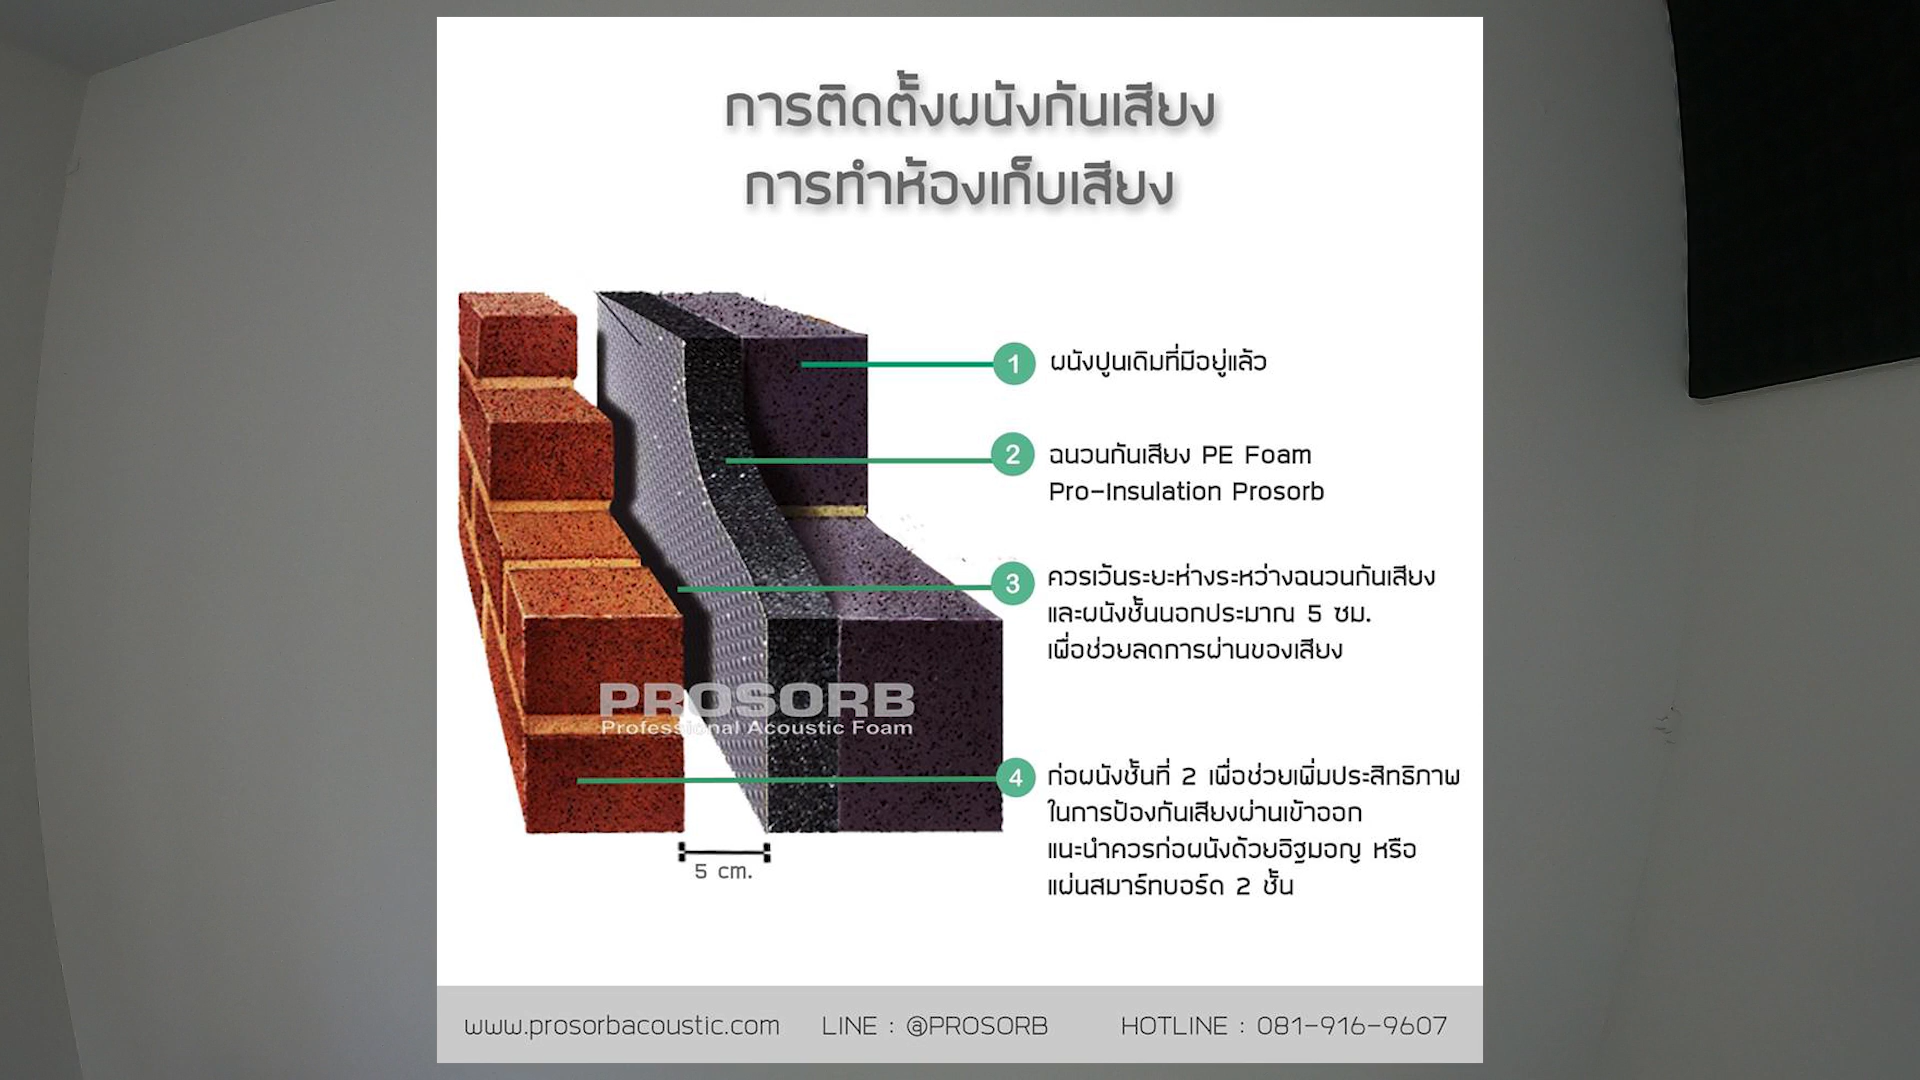 การติดตั้งผนังกันเสียง
การทำห้องเก็บเสียง
1 ผนังปูนเดิมที่มีอยู่แล้ว
2 ฉนวนกันเสียง PE Foam
Pro-Insulation Prosorb
3 ควรเว้นระยะห่างระหว่างฉนวนกันเสียง
และผนังชั้นนอกประมาณ 5 ซม.
เพื่อช่วยลดการผ่านของเสียง
PROSORB
Professional Acoustic Foam
4 ก่อผนังชั้นที่ 2 เพื่อช่วยเพิ่มประสิทธิภาพ
ในการป้องกันเสียงผ่านเข้าออก
แนะนำควรก่อผนังด้วยอิฐมอญ หรือ
แผ่นสมาร์ทบอร์ด 2 ชั้น
5 cm.
www.prosorbacoustic.com LINE : @PROSORB HOTLINE : 081-916-9607